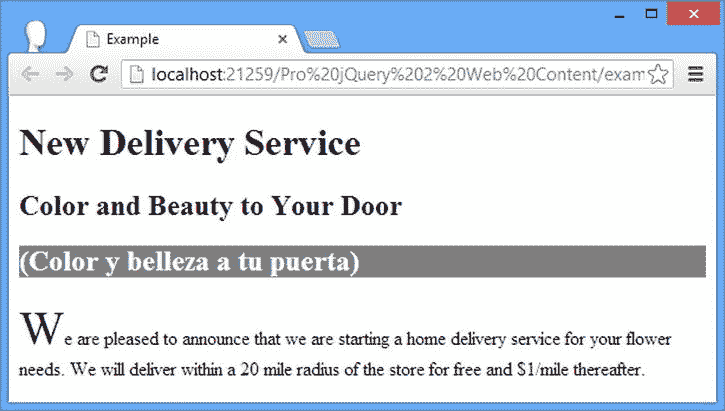 Example
localhost:21259/Pro%20jQuery%202%20Web%20Content/exam
New Delivery Service
Color and Beauty to Your Door
(Color y belleza a tu puerta)
We are pleased to announce that we are starting a home delivery service for your flower
needs. We will deliver within a 20 mile radius of the store for free and $1/mile thereafter.